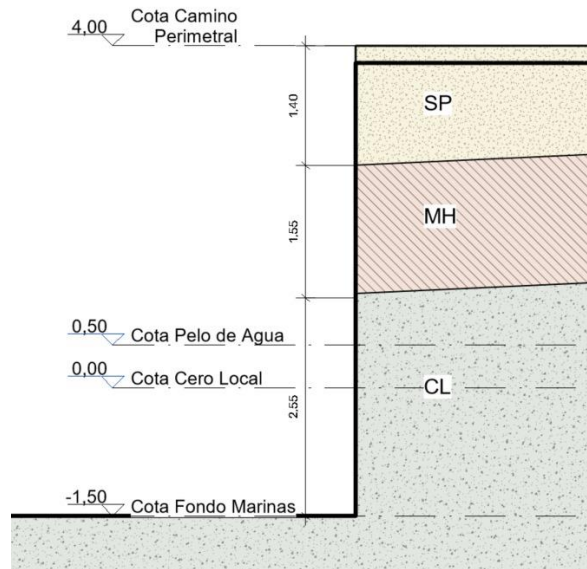 Cota Camino
4,00
Perimetral
SP
1.40
MH
1.55
0,50
Cota Pelo de Agua
0,00
Cota Cero Local
CL
2.55
-1,50
Cota Fondo Marinas